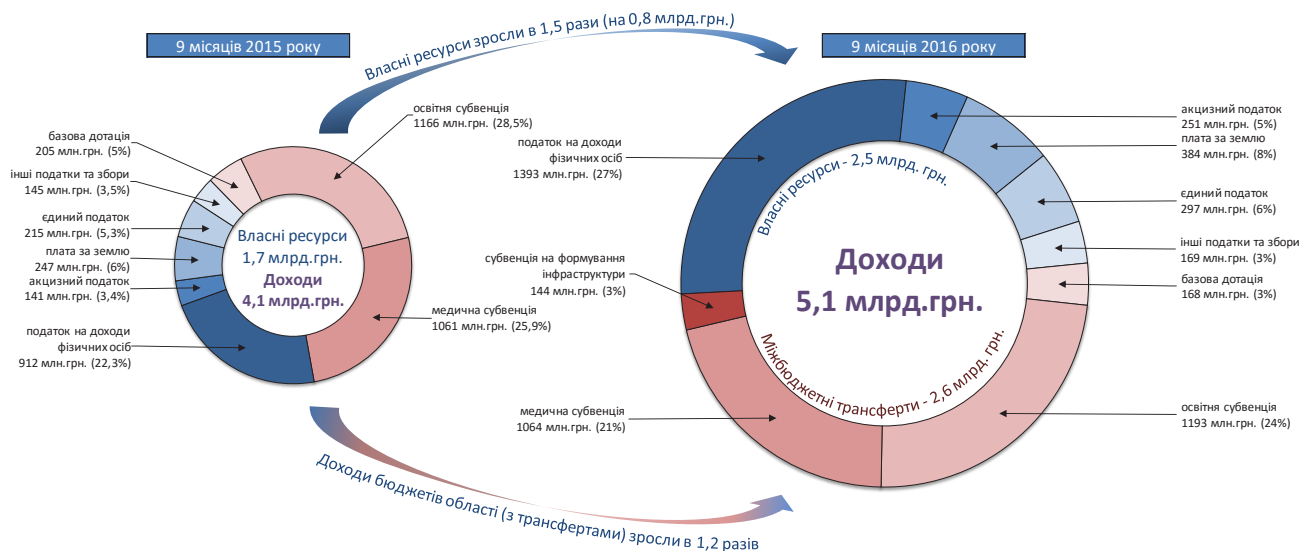 Власні ресурси зросли в 1,5 рази (на 0,8 млрд.грн.)
9 місяців 2015 року
9 місяців 2016 року
освітня субвенція
1166 млн.грн. (28,5%)
базова дотація
205 млн.грн. (5%)
інші податки та збори
145 млн.грн. (3,5%)
єдиний податок
215 млн.грн. (5,3%)
плата за землю
247 млн.грн. (6%)
акцизний податок
141 млн.грн. (3,4%)
податок на доходи
фізичних осіб
912 млн.грн. (22,3%)
Власні ресурси
1,7 млрд.грн.
Доходи
4,1 млрд.грн.
медична субвенція
1061 млн.грн. (25,9%)
податок на доходи
фізичних осіб
1393 млн.грн. (27%)
субвенція на формування
інфраструктури
144 млн.грн. (3%)
медична субвенція
1064 млн.грн. (21%)
Власні ресурси - 2,5 млрд. грн.
Доходи
5,1 млрд.грн.
Міжбюджетні трансферти - 2,6 млрд. грн.
акцизний податок
251 млн.грн. (5%)
плата за землю
384 млн.грн. (8%)
єдиний податок
297 млн.грн. (6%)
інші податки та збори
169 млн.грн. (3%)
базова дотація
168 млн.грн. (3%)
освітня субвенція
1193 млн.грн. (24%)
Доходи бюджетів області (з трансфертами) зросли в 1,2 разів